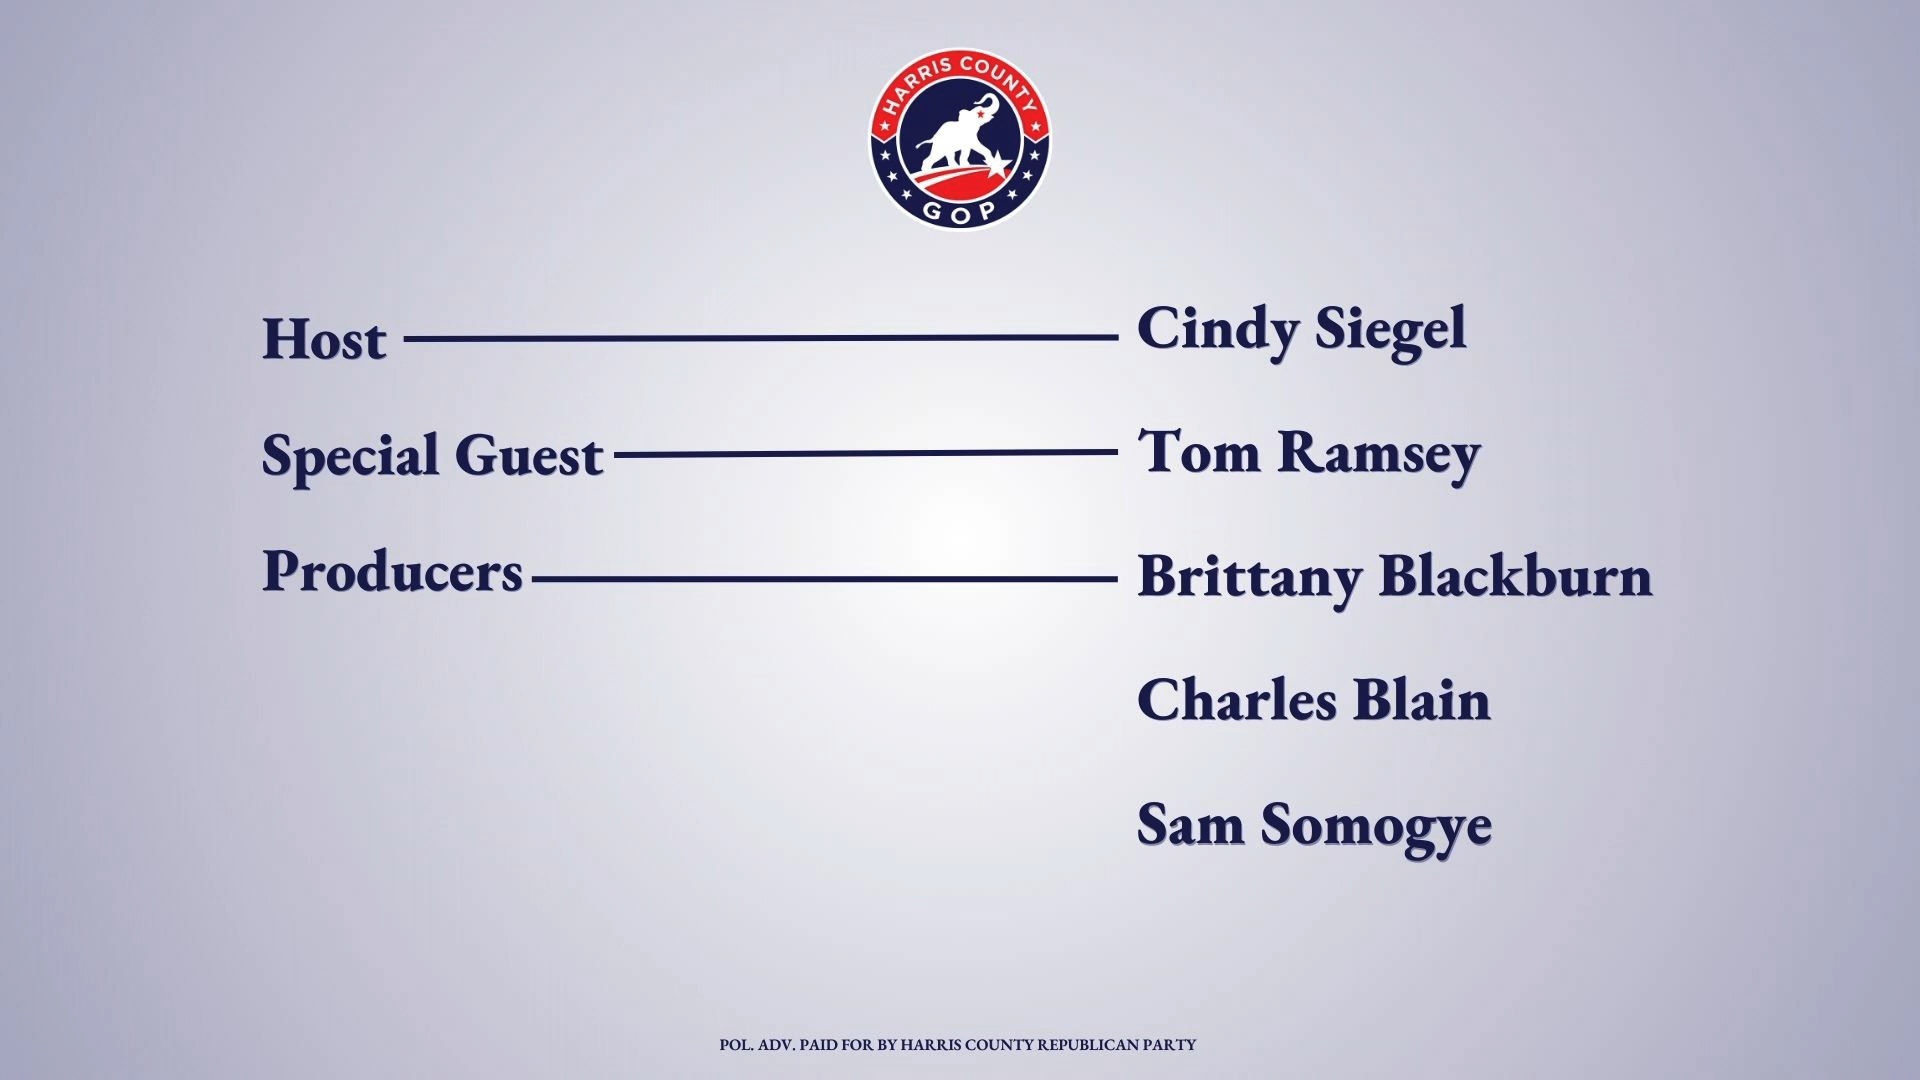 HARRIS COUNTY
GOP
Host Cindy Siegel
Special Guest Tom Ramsey
Producers Brittany Blackburn
Charles Blain
Sam Somogye
POL. ADV. PAID FOR BY HARRIS COUNTY REPUBLICAN PARTY